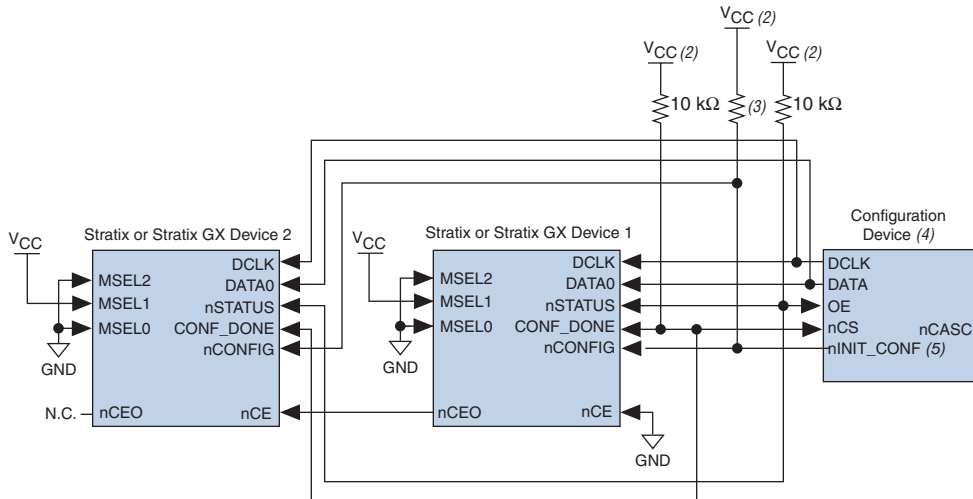 VCC (2)
VCC (2)
VCC (2)
10 kΩ
(3)
10 kΩ
Configuration
Device (4)
Stratix or Stratix GX Device 2
Stratix or Stratix GX Device 1
VCC
VCC
MSEL2
MSEL1
MSEL0
GND
DCLK
DATA0
nSTATUS
CONF_DONE
nCONFIG
N.C.
nCEO
nCE
MSEL2
MSEL1
MSEL0
GND
DCLK
DATA0
nSTATUS
CONF_DONE
nCONFIG
nCEO
nCE
GND
DCLK
DATA
OE
nCS
nCASC
nINIT_CONF (5)